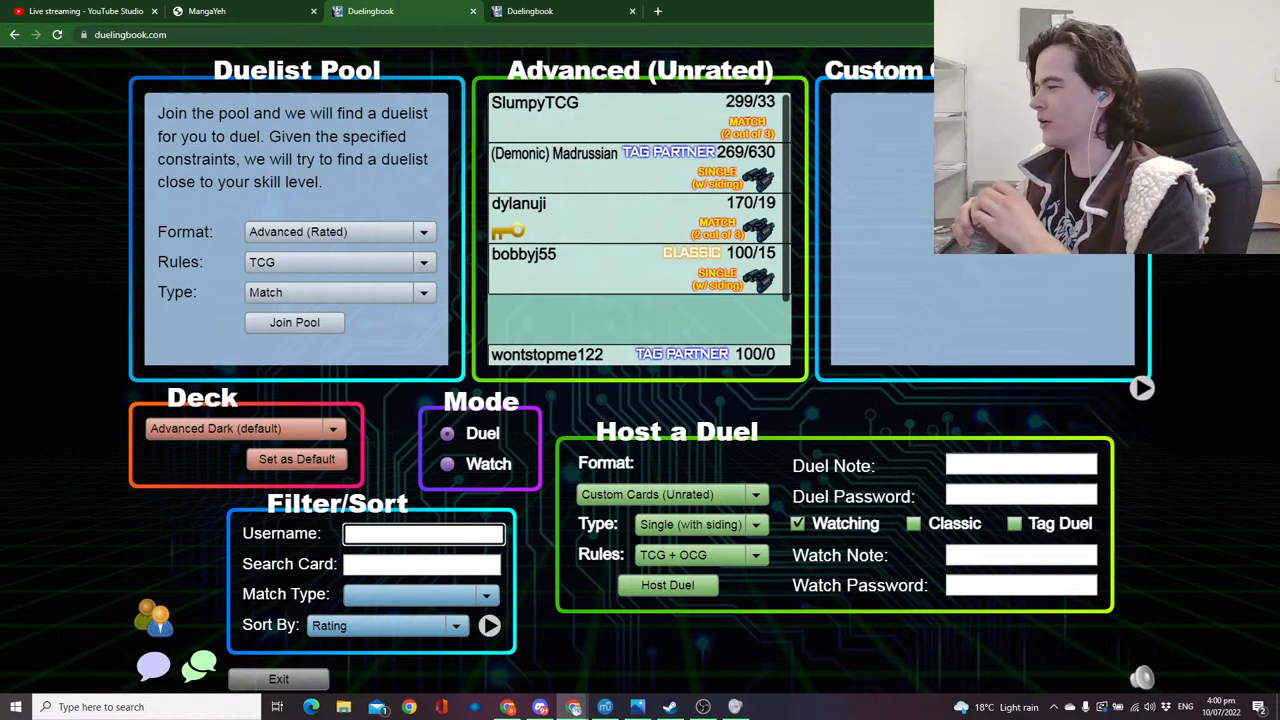 Live streaming - YouTube Studio
MangaYeh
Duelingbook
Duelingbook
duelingbook.com
Duelist Pool
Join the pool and we will find a duelist
for you to duel. Given the specified
constraints, we will try to find a duelist
close to your skill level.
Format: Advanced (Rated)
Rules: TCG
Type: Match
Join Pool
Advanced (Unrated)
SlumpyTCG 299/33
MATCH
(2 out of 3)
(Demonic) Madrussian TAG PARTNER 269/630
SINGLE
(w/ siding)
dylanuji 170/19
MATCH
(2 out of 3)
bobbyj55 CLASSIC 100/15
SINGLE
(w/ siding)
wontstopme122 TAG PARTNER 100/0
Custom
Deck
Advanced Dark (default)
Set as Default
Mode
Duel
Watch
Filter/Sort
Username:
Search Card:
Match Type:
Sort By: Rating
Exit
Host a Duel
Format:
Custom Cards (Unrated)
Type: Single (with siding)
Rules: TCG + OCG
Host Duel
Duel Note:
Duel Password:
Watching Classic Tag Duel
Watch Note:
Watch Password:
Type here to search
18°C Light rain
4:00 pm
10/07/2022